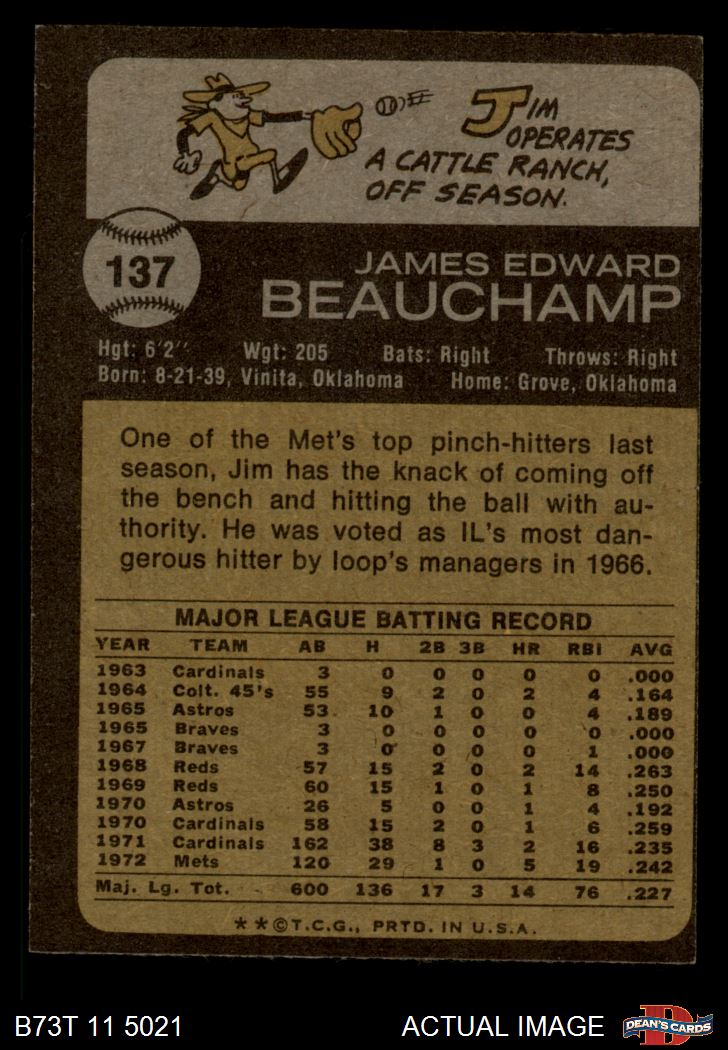 JIM
OPERATES
A CATTLE RANCH,
OFF SEASON.
137
JAMES EDWARD
BEAUCHAMP
Hgt: 6'2" Wgt: 205 Bats: Right Throws: Right
Born: 8-21-39, Vinita, Oklahoma Home: Grove, Oklahoma
One of the Met's top pinch-hitters last
season, Jim has the knack of coming off
the bench and hitting the ball with au-
thority. He was voted as IL's most dan-
gerous hitter by loop's managers in 1966.
MAJOR LEAGUE BATTING RECORD
YEAR TEAM AB H 2B 3B HR RBI AVG
1963 Cardinals 3 0 0 0 0 0 .000
1964 Colt. 45's 55 9 2 0 2 4 .164
1965 Astros 53 10 1 0 0 4 .189
1965 Braves 3 0 0 0 0 0 .000
1967 Braves 3 0 0 0 0 1 .000
1968 Reds 57 15 2 0 2 14 .263
1969 Reds 60 15 1 0 1 8 .250
1970 Astros 26 5 0 0 1 4 .192
1970 Cardinals 58 15 2 0 1 6 .259
1971 Cardinals 162 38 8 3 2 16 .235
1972 Mets 120 29 1 0 5 19 .242
Maj. Lg. Tot. 600 136 17 3 14 76 .227
**©T.C.G., PRTD. IN U.S.A.
B73T 11 5021 ACTUAL IMAGE D DEAN'S CARDS